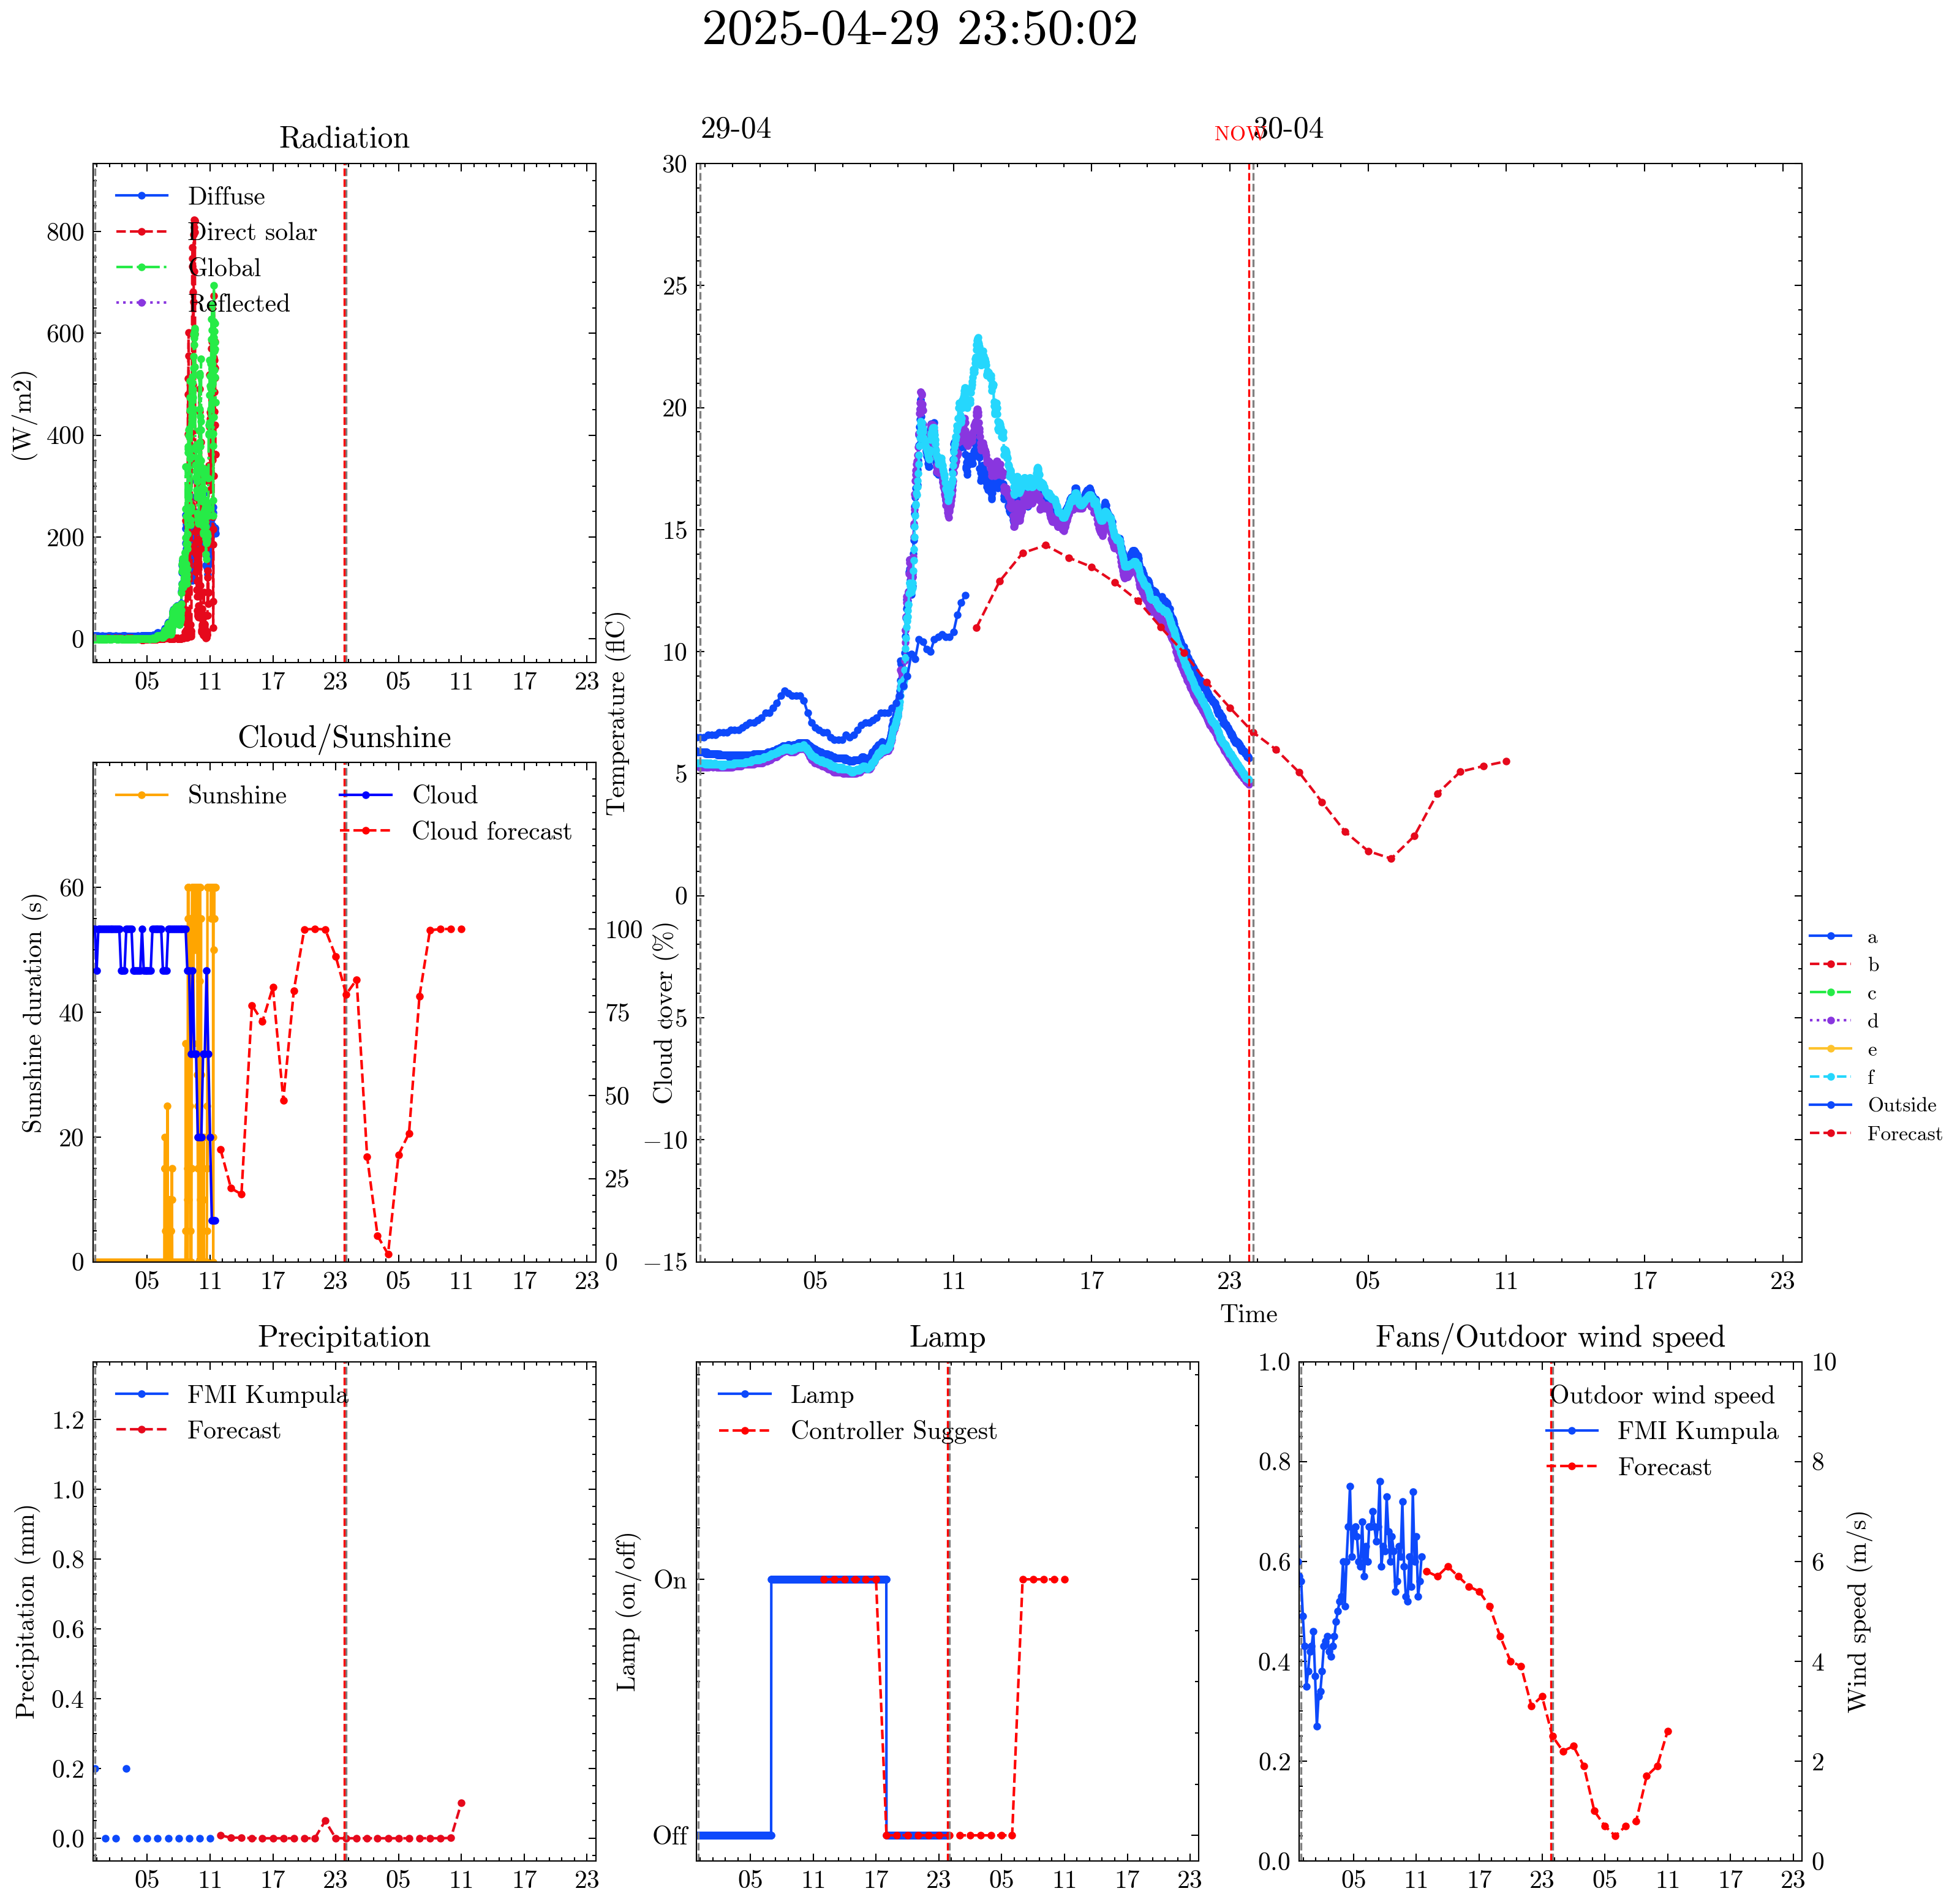 2025-04-29 23:50:02
Radiation
Diffuse
Direct solar
Global
Reflected
(W/m2)
800
600
400
200
0
05 11 17 23 05 11 17 23
29-04 NOW 30-04
30
25
20
15
10
5
0
−5
−10
−15
Temperature (flC)
05 11 17 23 05 11 17 23
Time
a
b
c
d
e
f
Outside
Forecast
Cloud/Sunshine
Sunshine
Cloud
Cloud forecast
Sunshine duration (s)
60
40
20
0
100
75
50
25
0
Cloud cover (%)
05 11 17 23 05 11 17 23
Precipitation
FMI Kumpula
Forecast
Precipitation (mm)
1.2
1.0
0.8
0.6
0.4
0.2
0.0
05 11 17 23 05 11 17 23
Lamp
Lamp
Controller Suggest
Lamp (on/off)
On
Off
05 11 17 23 05 11 17 23
Fans/Outdoor wind speed
Outdoor wind speed
FMI Kumpula
Forecast
1.0
0.8
0.6
0.4
0.2
0.0
10
8
6
4
2
0
Wind speed (m/s)
05 11 17 23 05 11 17 23